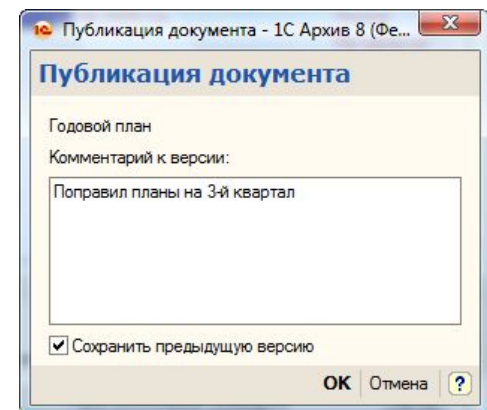 Публикация документа - 1С Архив 8 (Фе...
Публикация документа
Годовой план
Комментарий к версии:
Поправил планы на 3-й квартал
Сохранить предыдущую версию
ОК Отмена ?